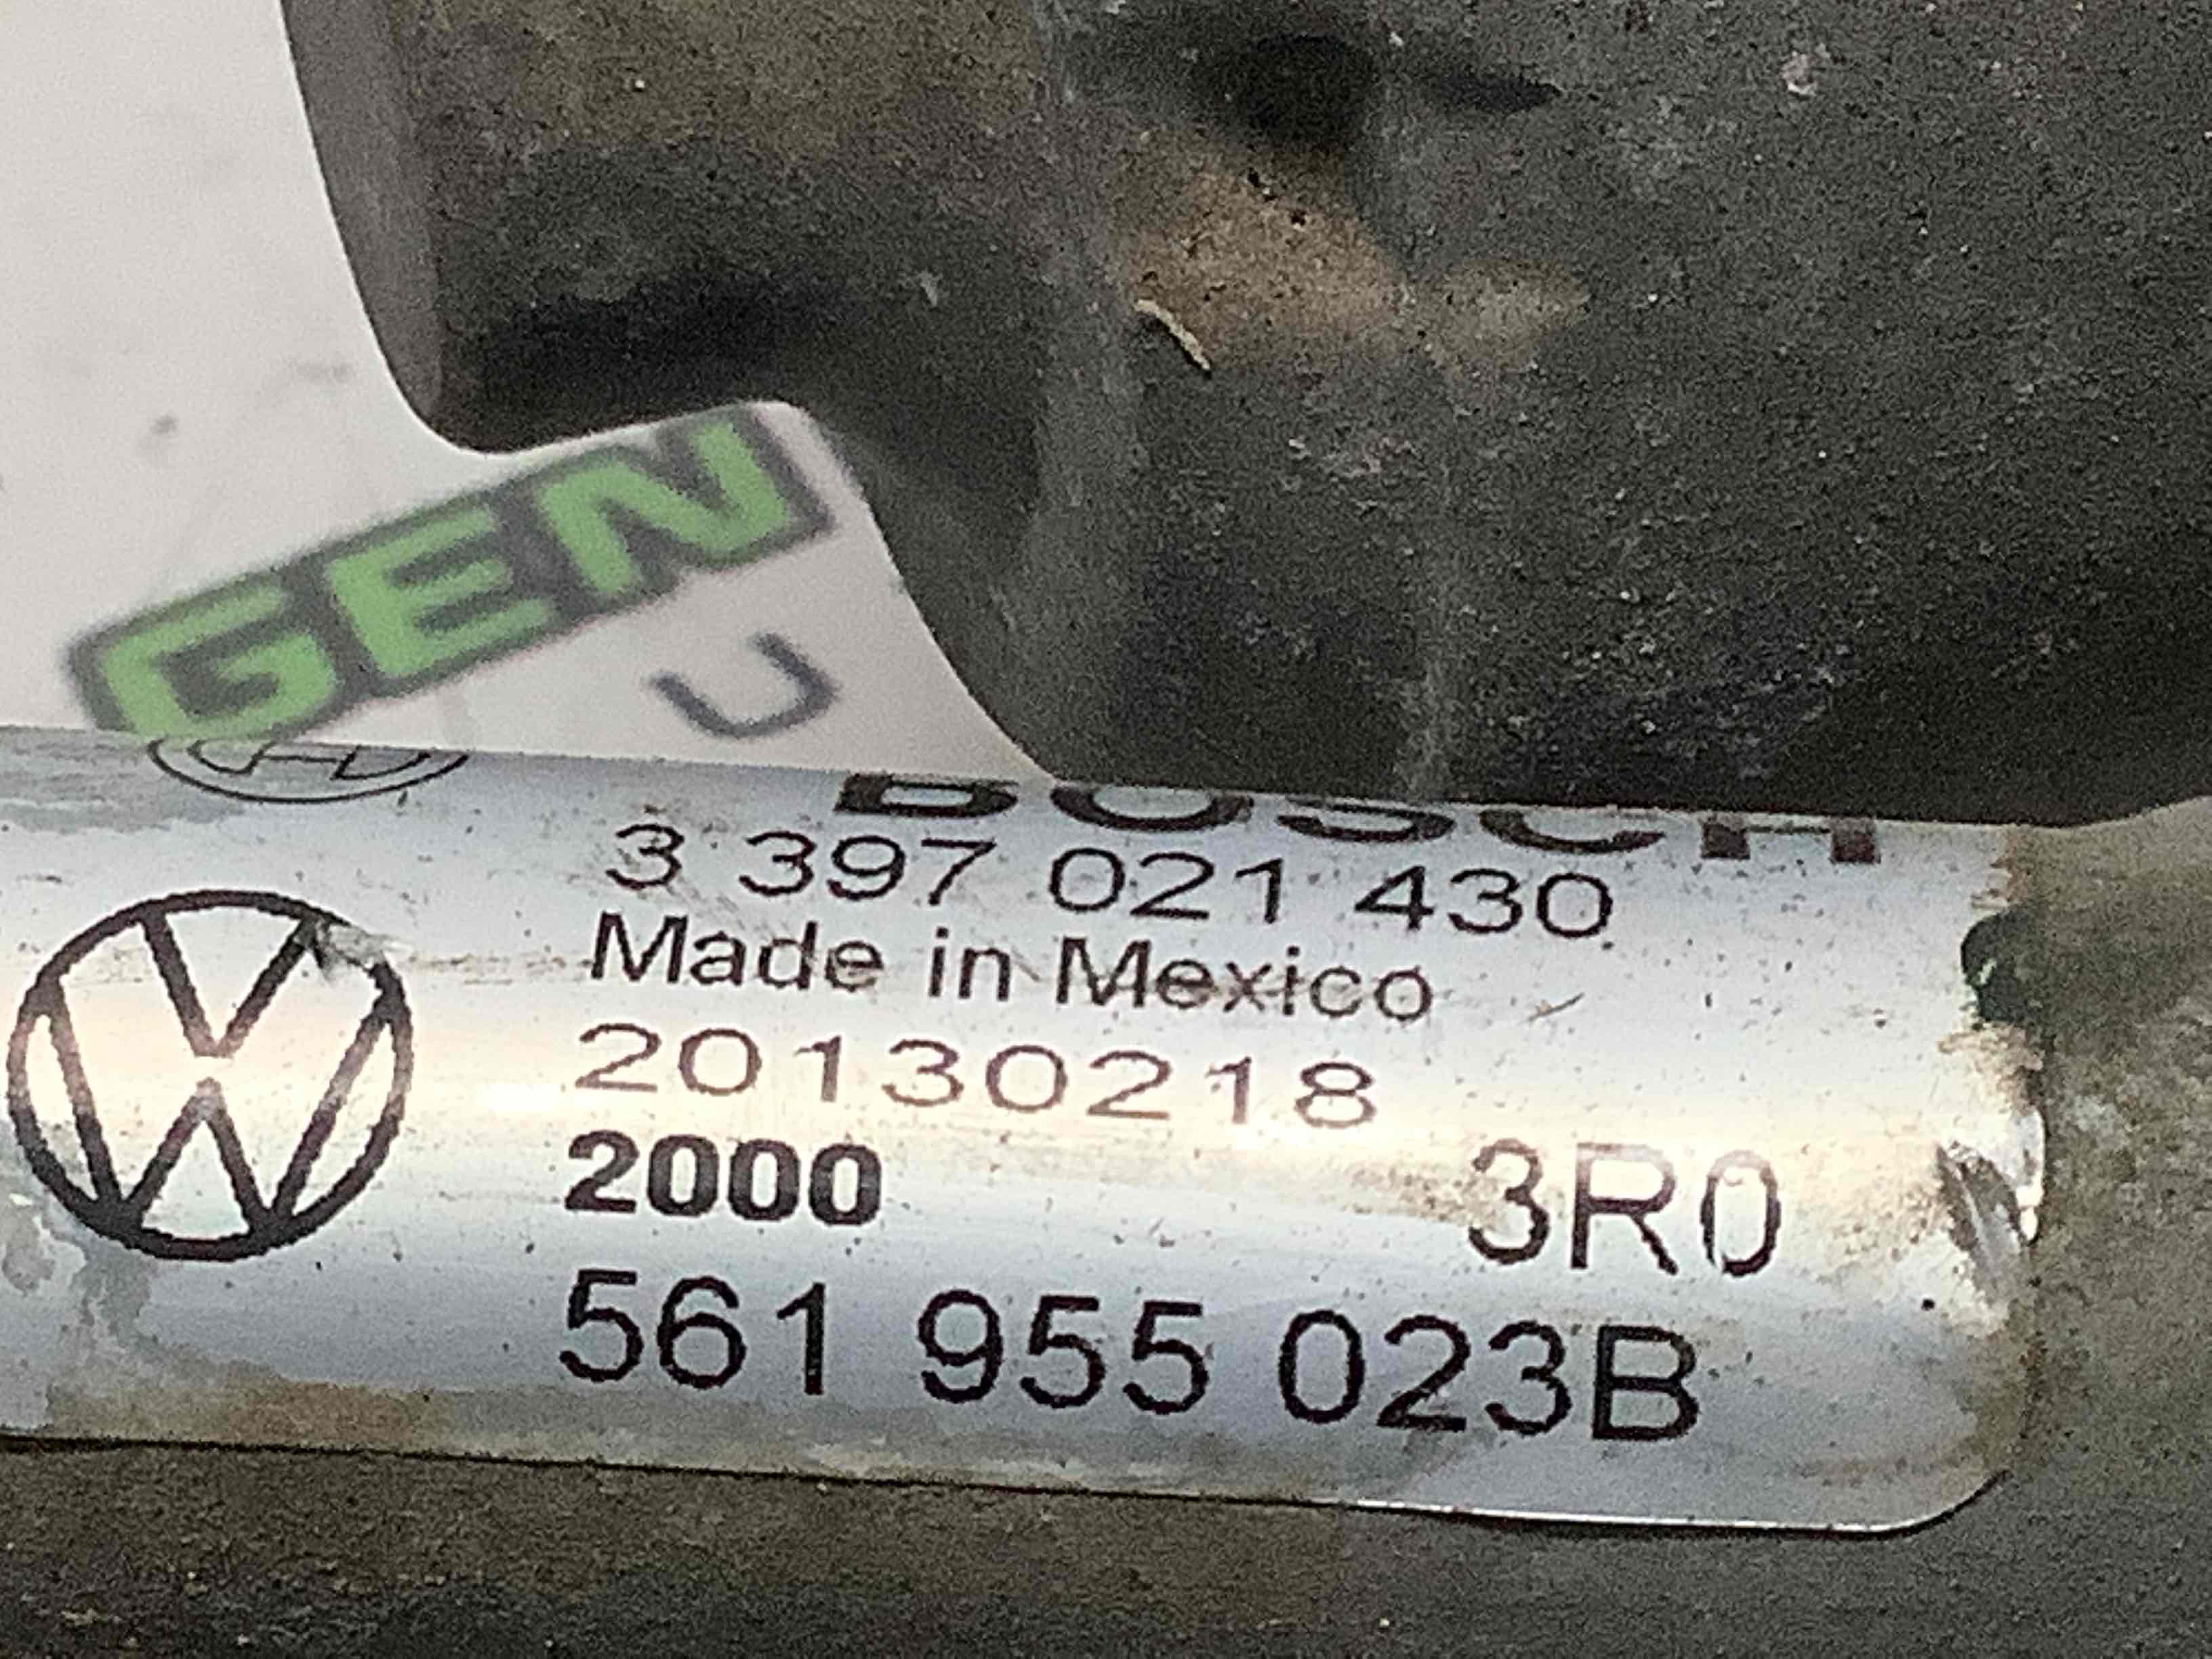 GEN
U
BOSCH
3 397 021 430
Made in Mexico
20130218
2000 3R0
561 955 023B